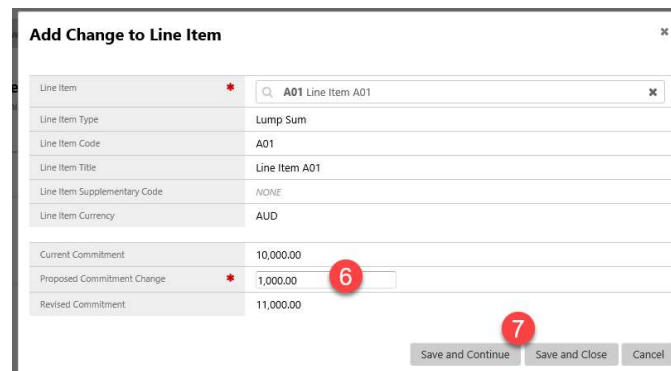 Add Change to Line Item
Line Item * A01 Line Item A01
Line Item Type Lump Sum
Line Item Code A01
Line Item Title Line Item A01
Line Item Supplementary Code NONE
Line Item Currency AUD
Current Commitment 10,000.00
Proposed Commitment Change * 1,000.00 6
Revised Commitment 11,000.00
7
Save and Continue Save and Close Cancel